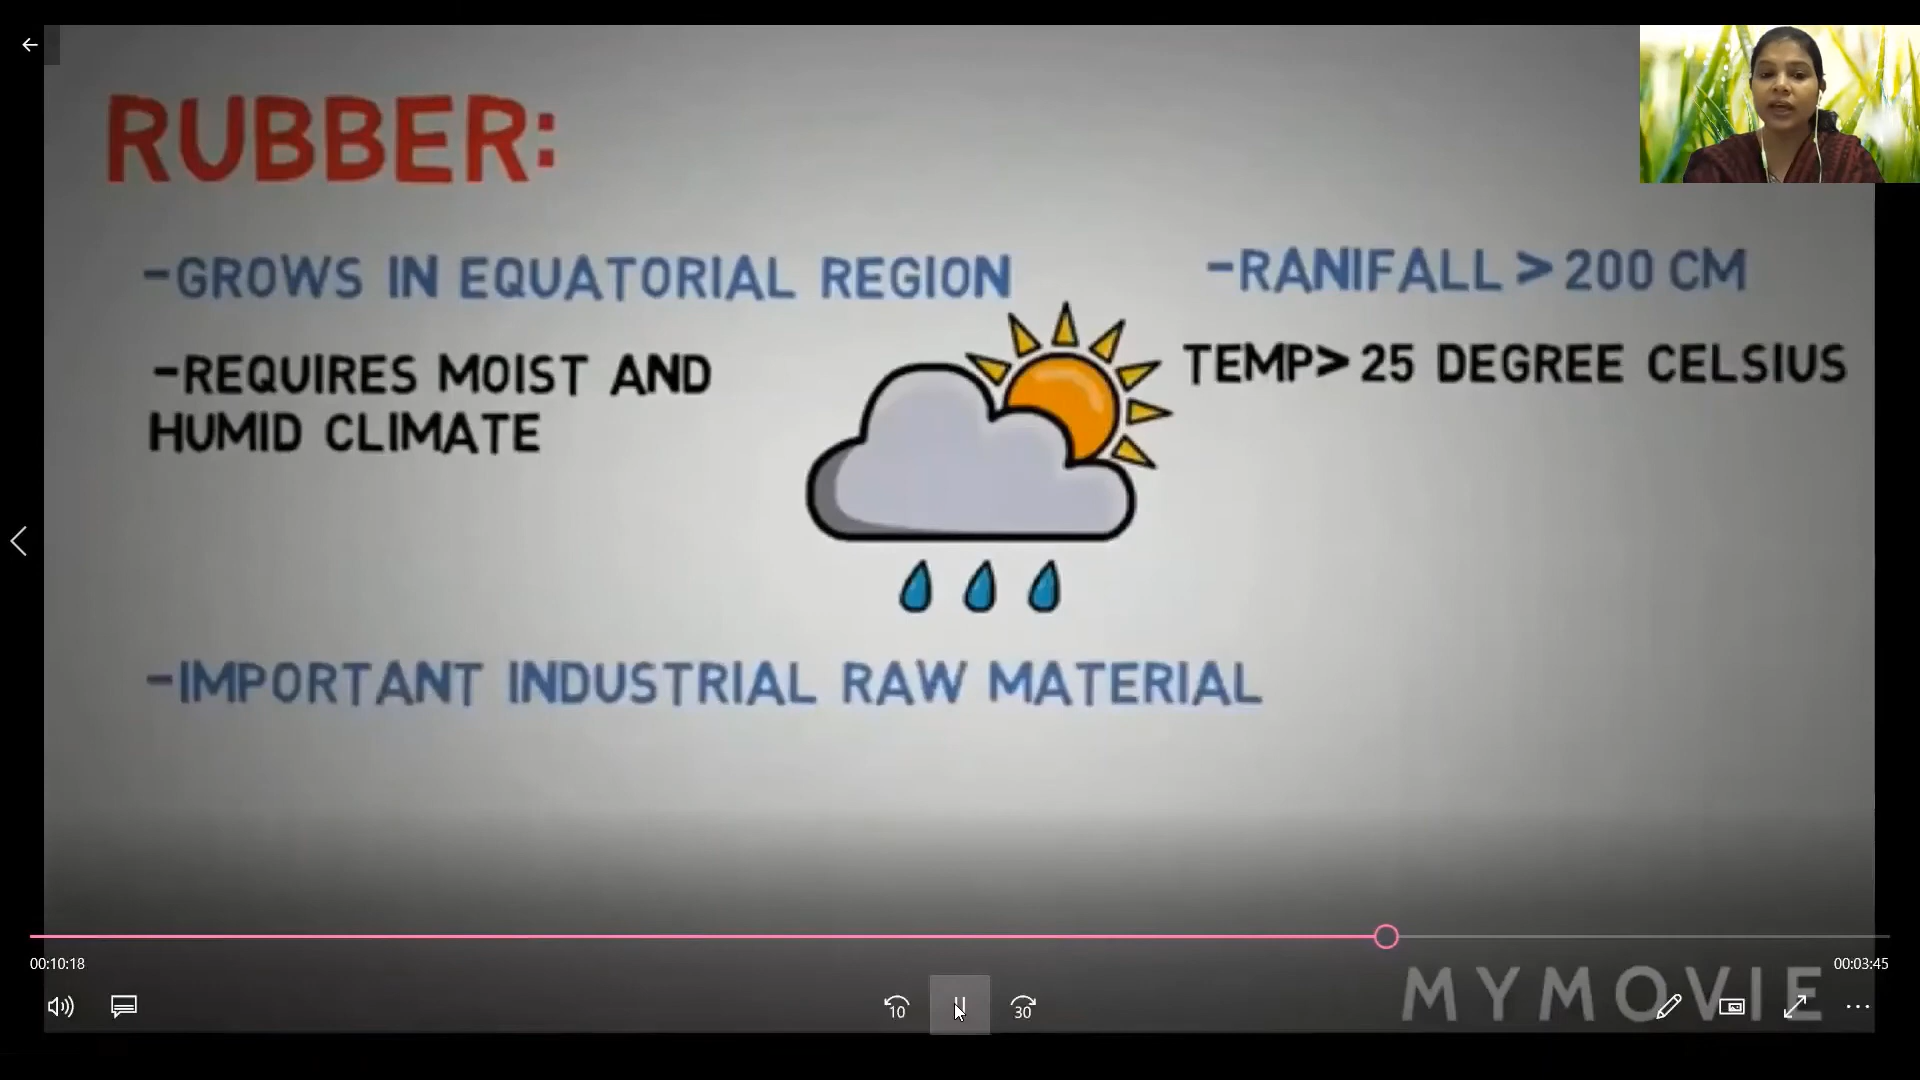 RUBBER:
-GROWS IN EQUATORIAL REGION
-RANIFALL > 200 CM
-REQUIRES MOIST AND
HUMID CLIMATE
TEMP> 25 DEGREE CELSIUS
-IMPORTANT INDUSTRIAL RAW MATERIAL
00:10:18
00:03:45
10
30
MYMOVIE